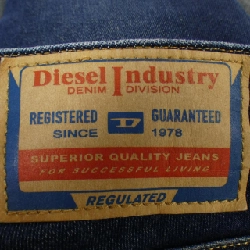 Diesel Industry
DENIM DIVISION
REGISTERED D GUARANTEED
SINCE 1978
SUPERIOR QUALITY JEANS
FOR SUCCESSFUL LIVING
REGULATED